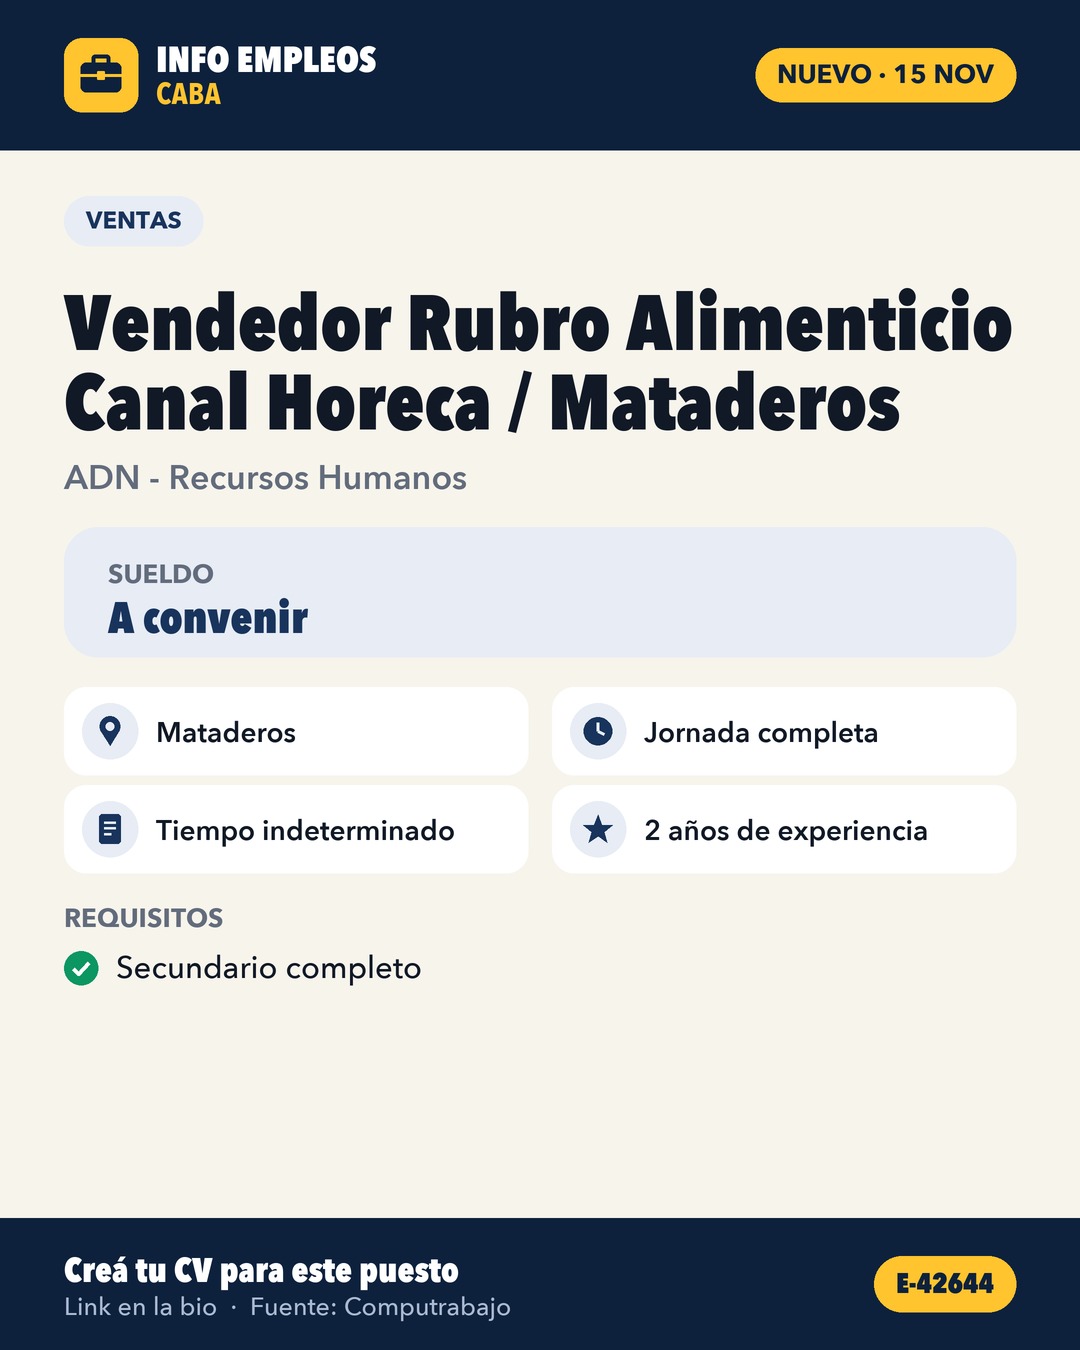 INFO EMPLEOS
CABA
NUEVO · 15 NOV
VENTAS
Vendedor Rubro Alimenticio
Canal Horeca / Mataderos
ADN - Recursos Humanos
SUELDO
A convenir
Mataderos
Jornada completa
Tiempo indeterminado
2 años de experiencia
REQUISITOS
Secundario completo
Creá tu CV para este puesto
Link en la bio · Fuente: Computrabajo
E-42644